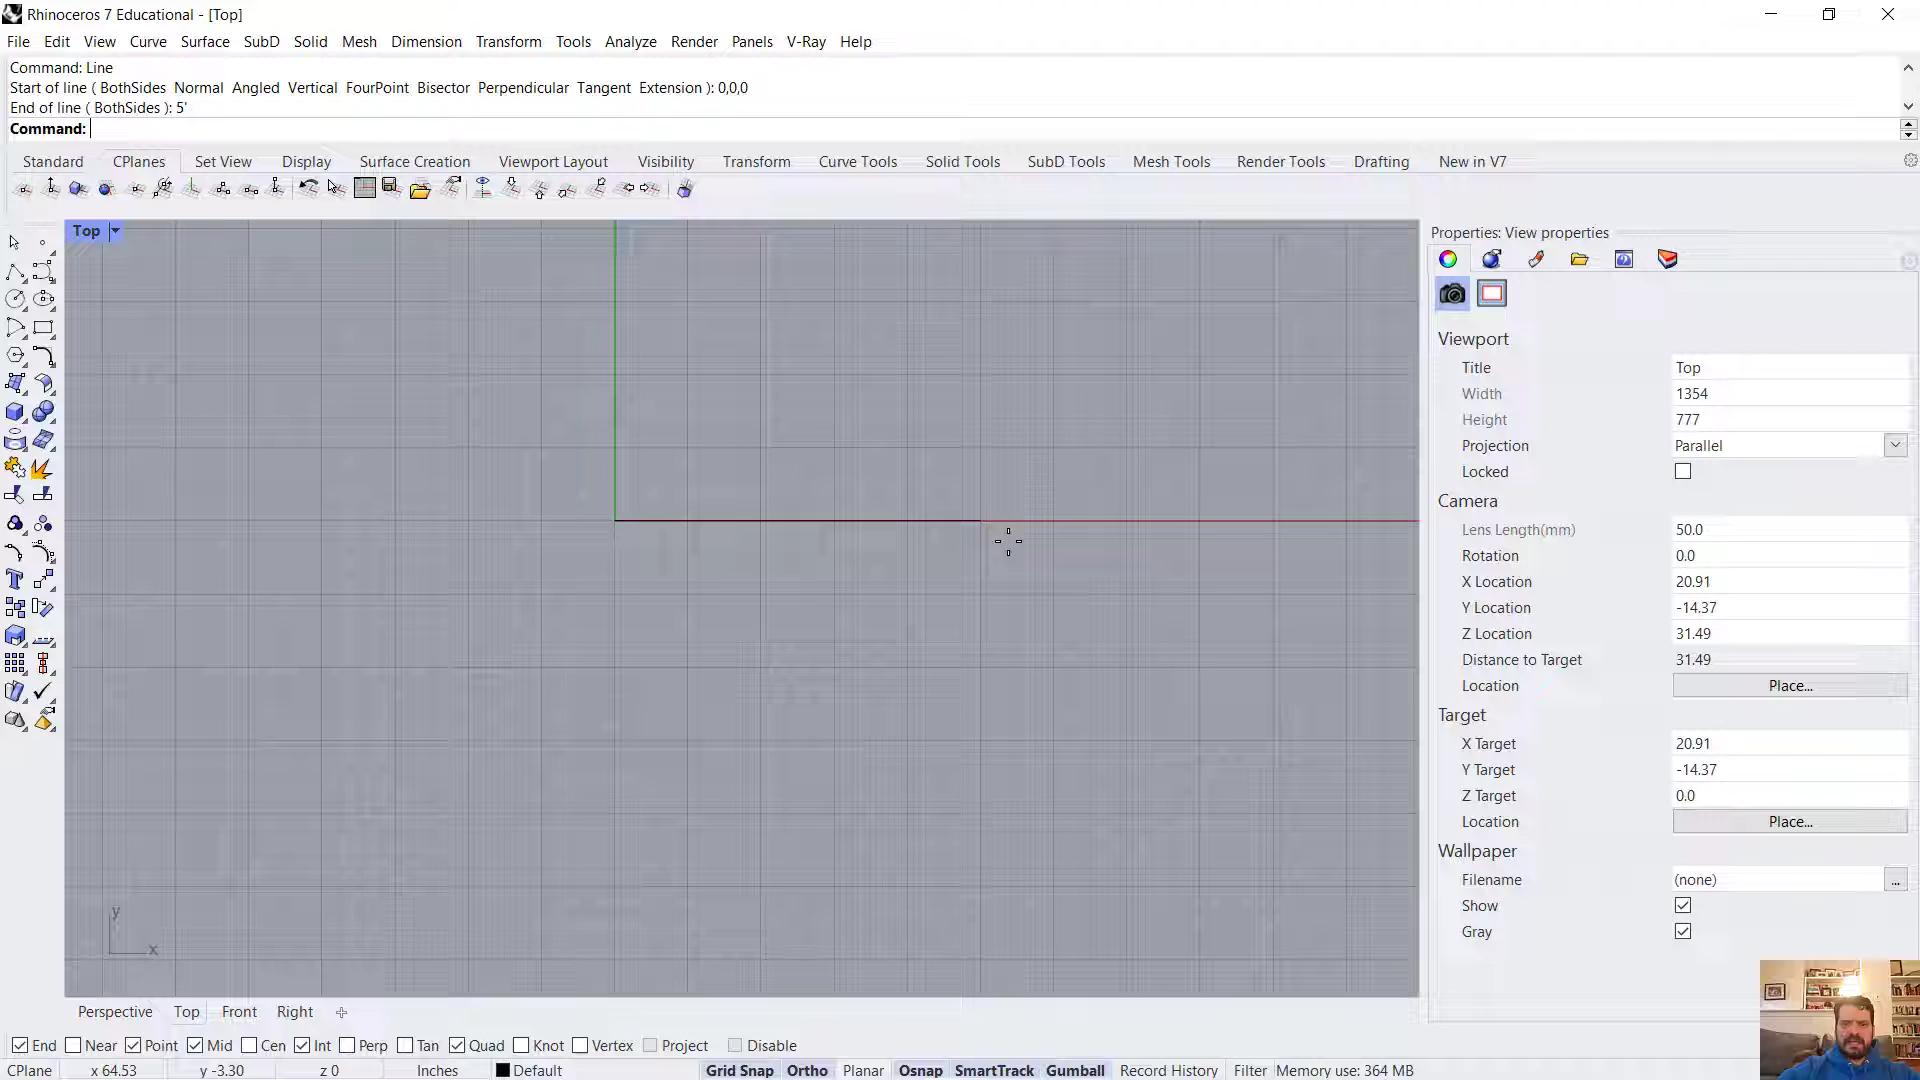 Rhinoceros 7 Educational - [Top]
File Edit View Curve Surface SubD Solid Mesh Dimension Transform Tools Analyze Render Panels V-Ray Help
Command: Line
Start of line ( BothSides Normal Angled Vertical FourPoint Bisector Perpendicular Tangent Extension ): 0,0,0
End of line ( BothSides ): 5'
Command:
Standard CPlanes Set View Display Surface Creation Viewport Layout Visibility Transform Curve Tools Solid Tools SubD Tools Mesh Tools Render Tools Drafting New in V7
Top
Properties: View properties
Viewport
Title Top
Width 1354
Height 777
Projection Parallel
Locked
Camera
Lens Length(mm) 50.0
Rotation 0.0
X Location 20.91
Y Location -14.37
Z Location 31.49
Distance to Target 31.49
Location Place...
Target
X Target 20.91
Y Target -14.37
Z Target 0.0
Location Place...
Wallpaper
Filename (none) ...
Show
Gray
y
x
Perspective Top Front Right
End Near Point Mid Cen Int Perp Tan Quad Knot Vertex Project Disable
CPlane x 64.53 y -3.30 z 0 Inches Default Grid Snap Ortho Planar Osnap SmartTrack Gumball Record History Filter Memory use: 364 MB